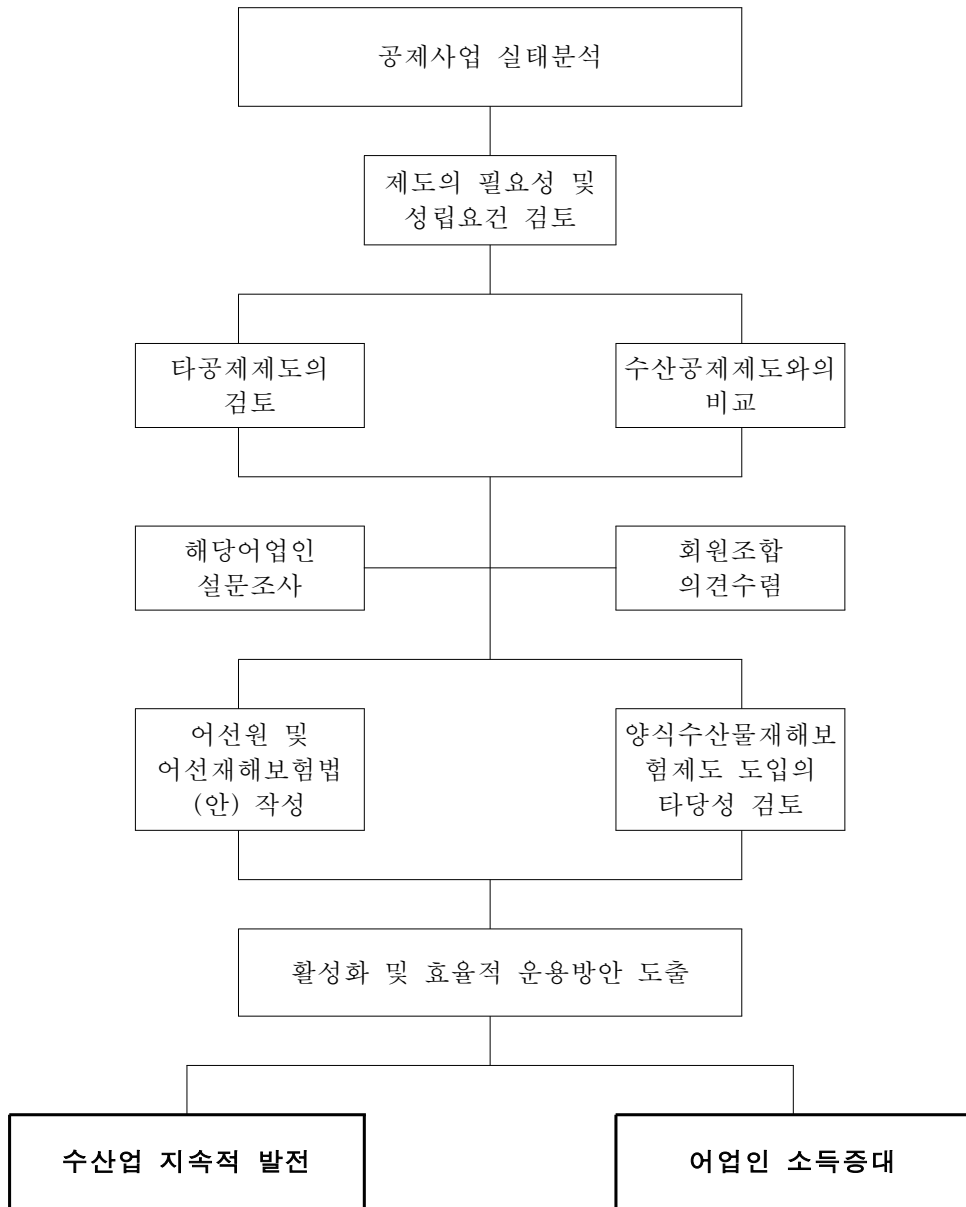 공제사업 실태분석
제도의 필요성 및
성립요건 검토
타공제제도의
검토
수산공제제도와의
비교
해당어업인
설문조사
회원조합
의견수렴
어선원 및
어선재해보험법
(안) 작성
양식수산물재해보
험제도 도입의
타당성 검토
활성화 및 효율적 운용방안 도출
수산업 지속적 발전
어업인 소득증대